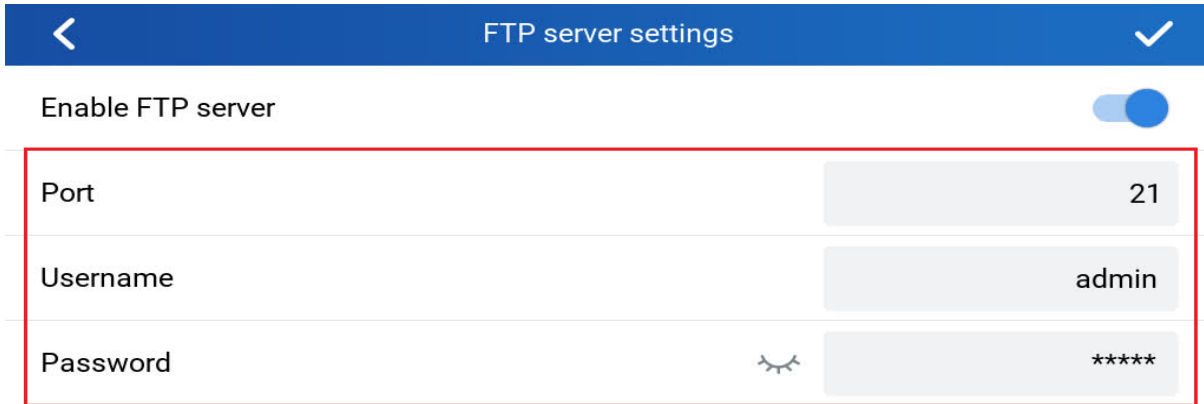 FTP server settings
Enable FTP server
Port 21
Username admin
Password *****